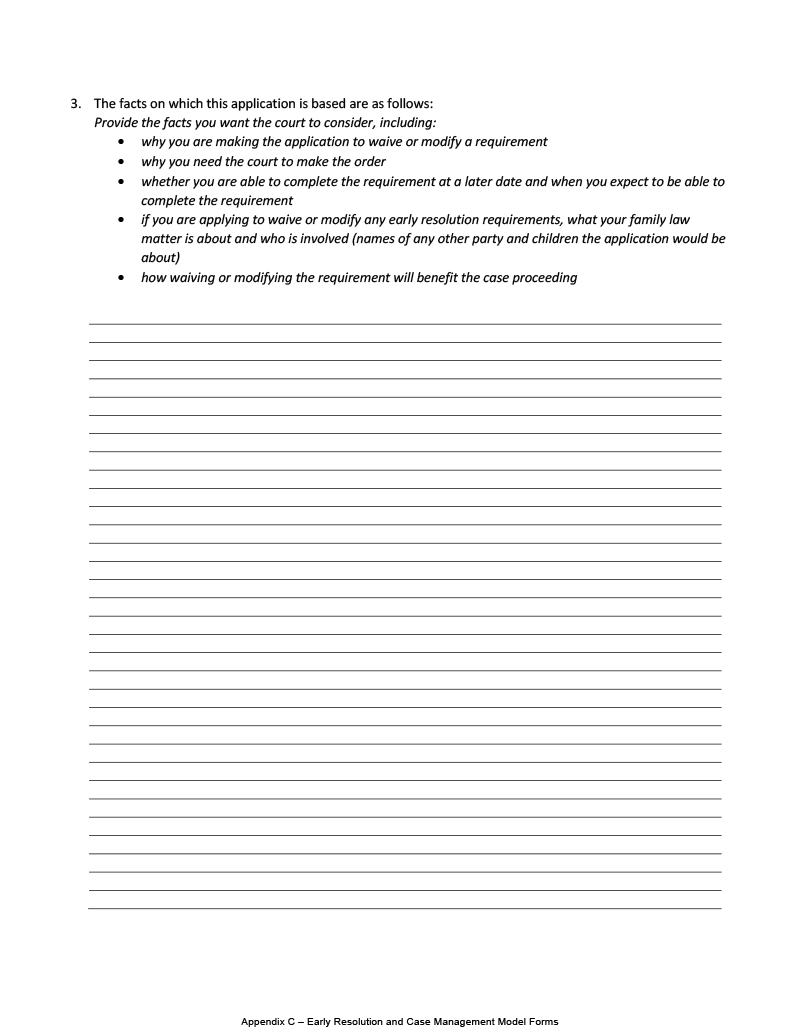 3. The facts on which this application is based are as follows:
Provide the facts you want the court to consider, including:
• why you are making the application to waive or modify a requirement
• why you need the court to make the order
• whether you are able to complete the requirement at a later date and when you expect to be able to
complete the requirement
• if you are applying to waive or modify any early resolution requirements, what your family law
matter is about and who is involved (names of any other party and children the application would be
about)
• how waiving or modifying the requirement will benefit the case proceeding
Appendix C – Early Resolution and Case Management Model Forms